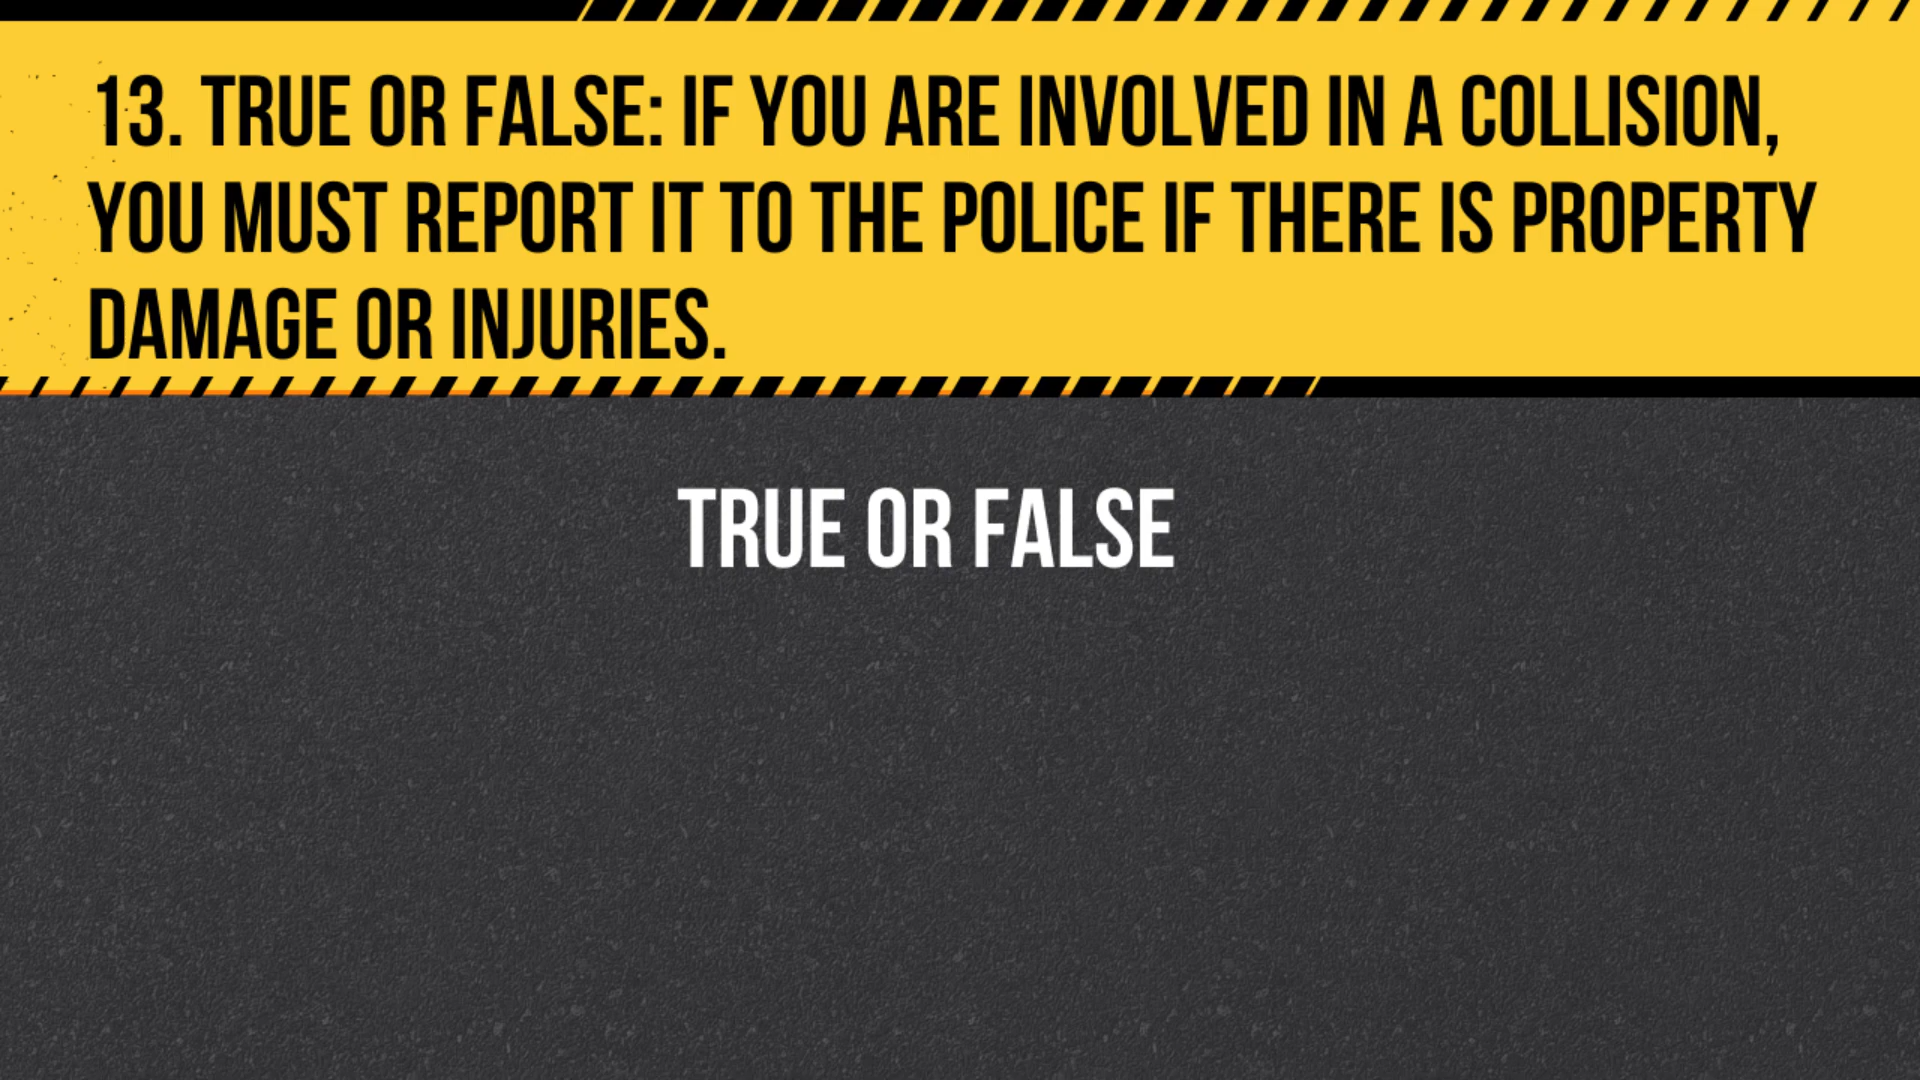 13. TRUE OR FALSE: IF YOU ARE INVOLVED IN A COLLISION,
YOU MUST REPORT IT TO THE POLICE IF THERE IS PROPERTY
DAMAGE OR INJURIES.
TRUE OR FALSE